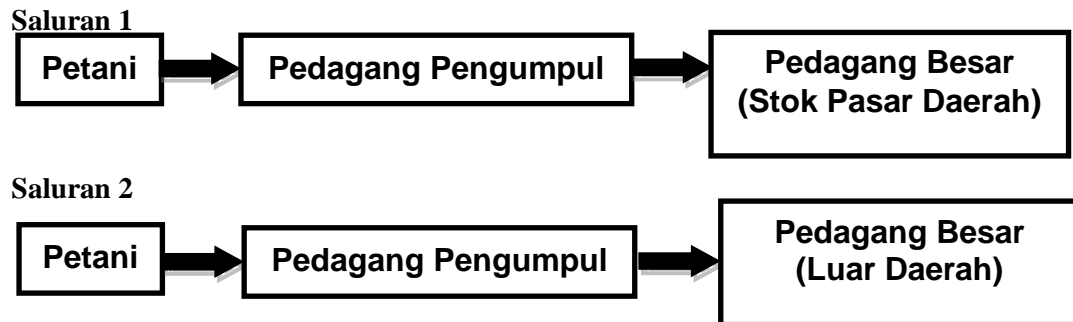 Saluran 1
Petani
Pedagang Pengumpul
Pedagang Besar
(Stok Pasar Daerah)
Saluran 2
Petani
Pedagang Pengumpul
Pedagang Besar
(Luar Daerah)